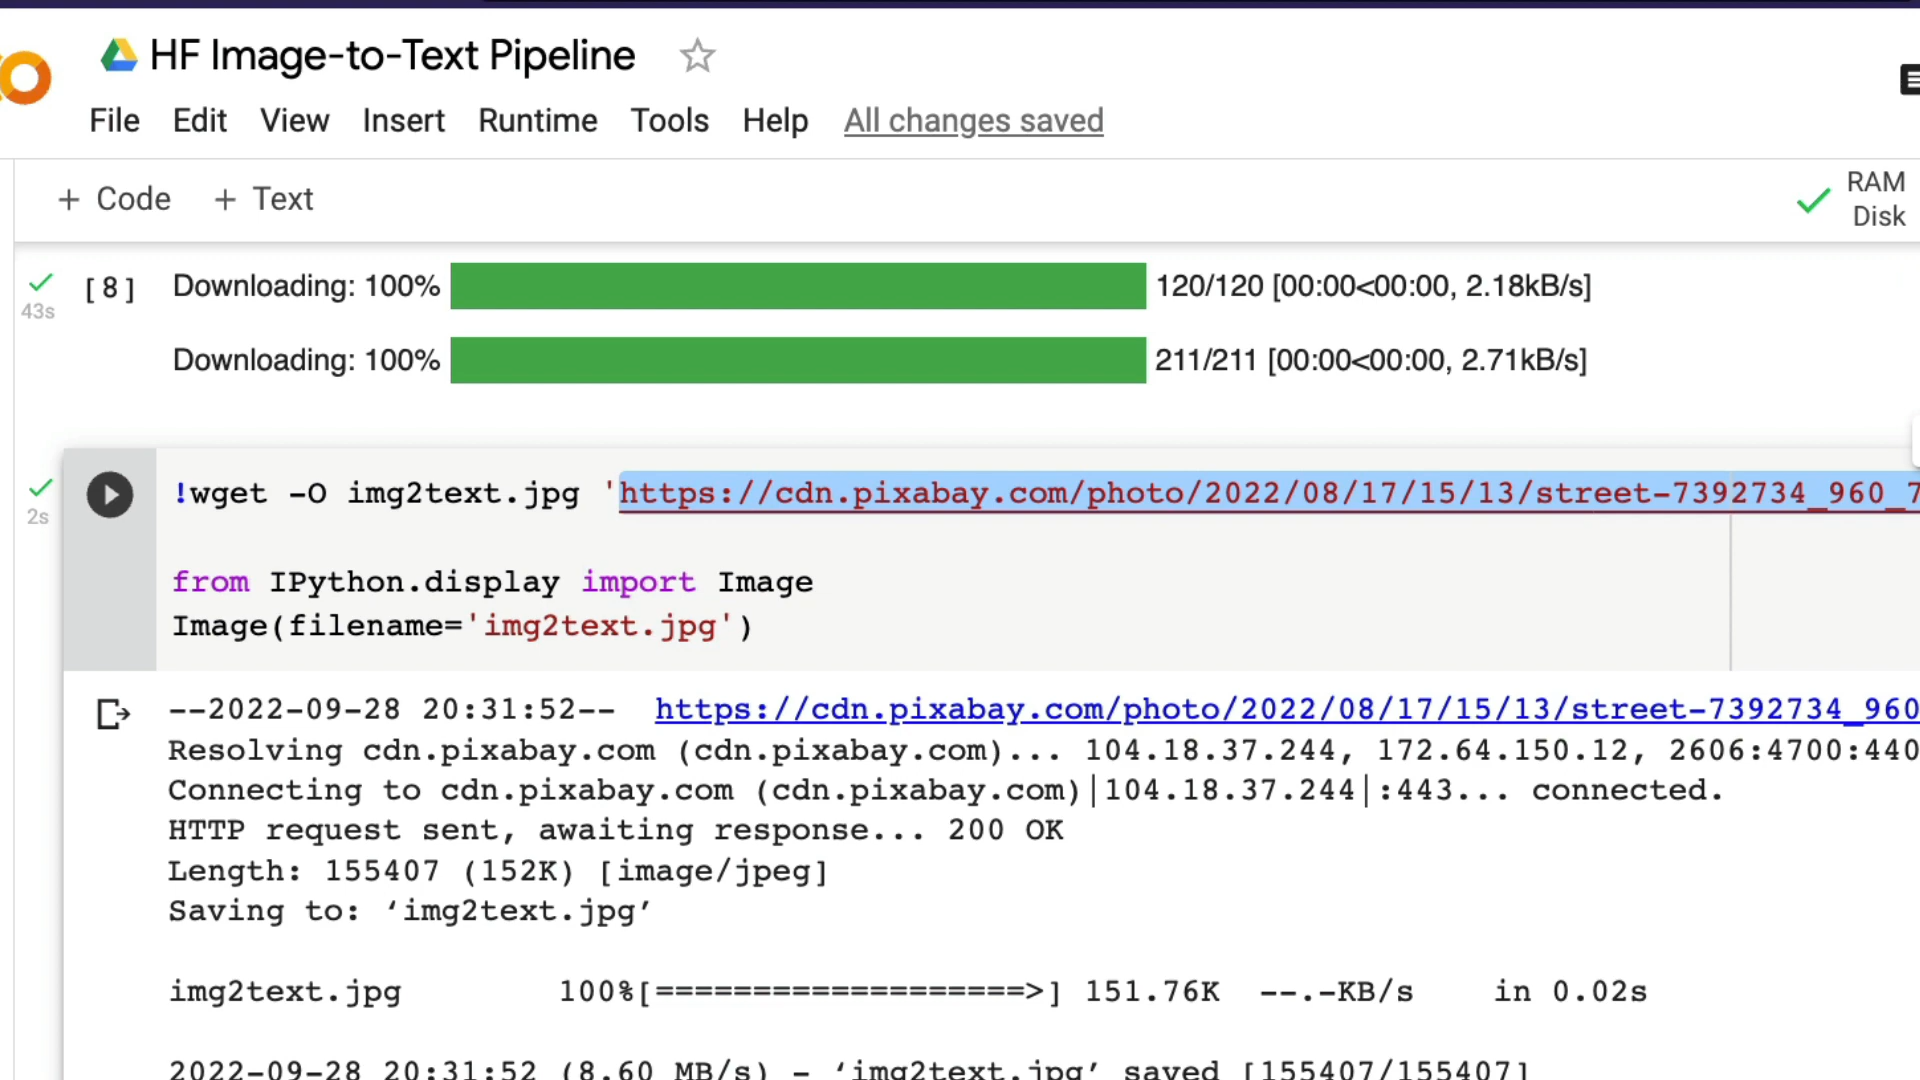 HF Image-to-Text Pipeline
File Edit View Insert Runtime Tools Help All changes saved
+ Code + Text
RAM
Disk
[8] Downloading: 100% 120/120 [00:00<00:00, 2.18kB/s]
43s
Downloading: 100% 211/211 [00:00<00:00, 2.71kB/s]
!wget -O img2text.jpg 'https://cdn.pixabay.com/photo/2022/08/17/15/13/street-7392734_960_7
2s
from IPython.display import Image
Image(filename='img2text.jpg')
--2022-09-28 20:31:52-- https://cdn.pixabay.com/photo/2022/08/17/15/13/street-7392734_960
Resolving cdn.pixabay.com (cdn.pixabay.com)... 104.18.37.244, 172.64.150.12, 2606:4700:440
Connecting to cdn.pixabay.com (cdn.pixabay.com)|104.18.37.244|:443... connected.
HTTP request sent, awaiting response... 200 OK
Length: 155407 (152K) [image/jpeg]
Saving to: ‘img2text.jpg’
img2text.jpg 100%[===================>] 151.76K --.-KB/s in 0.02s
2022-09-28 20:31:52 (8.60 MB/s) - ‘img2text.jpg’ saved [155407/155407]